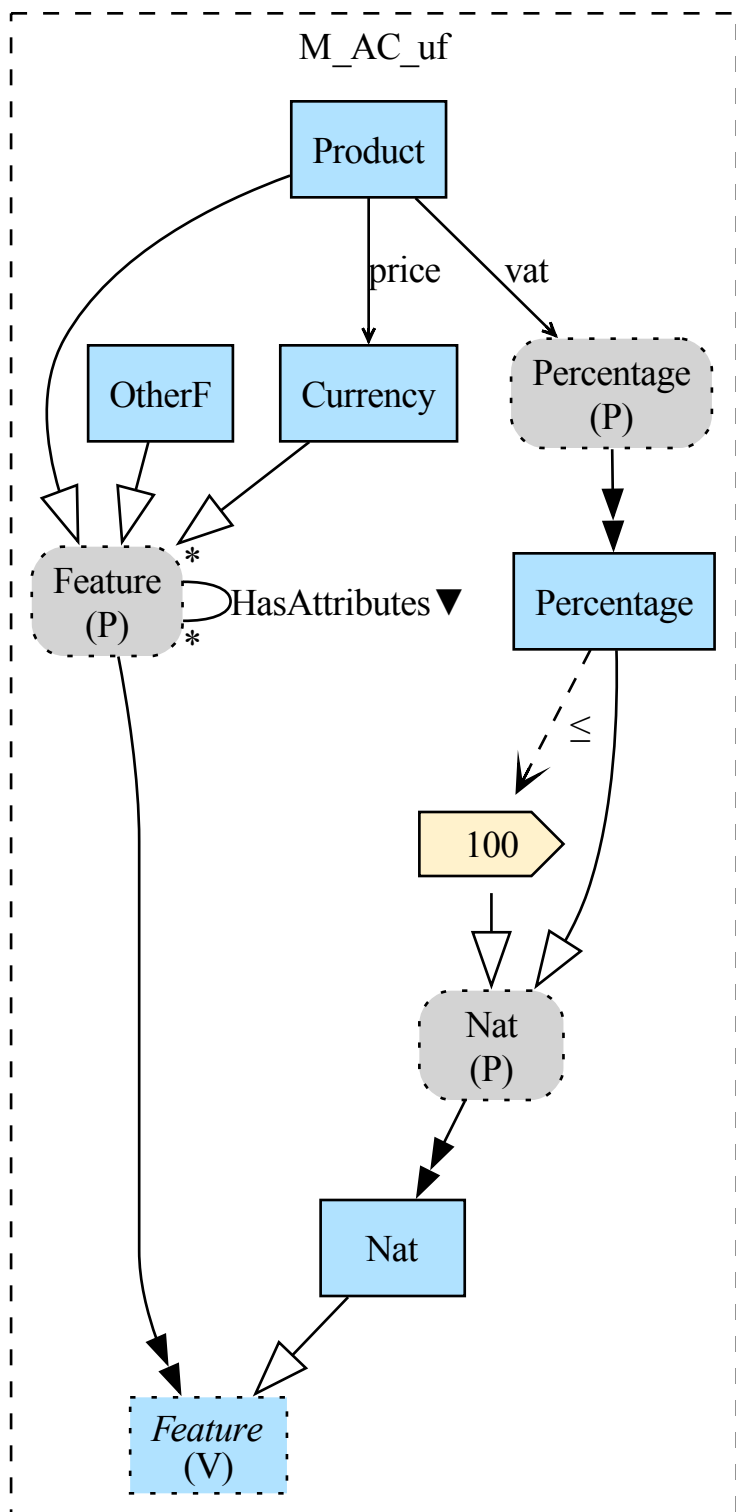 M_AC_uf
Product
price
vat
OtherF
Currency
Percentage
(P)
*
Feature
(P)
HasAttributes▼
*
Percentage
≤
100
Nat
(P)
Nat
Feature
(V)